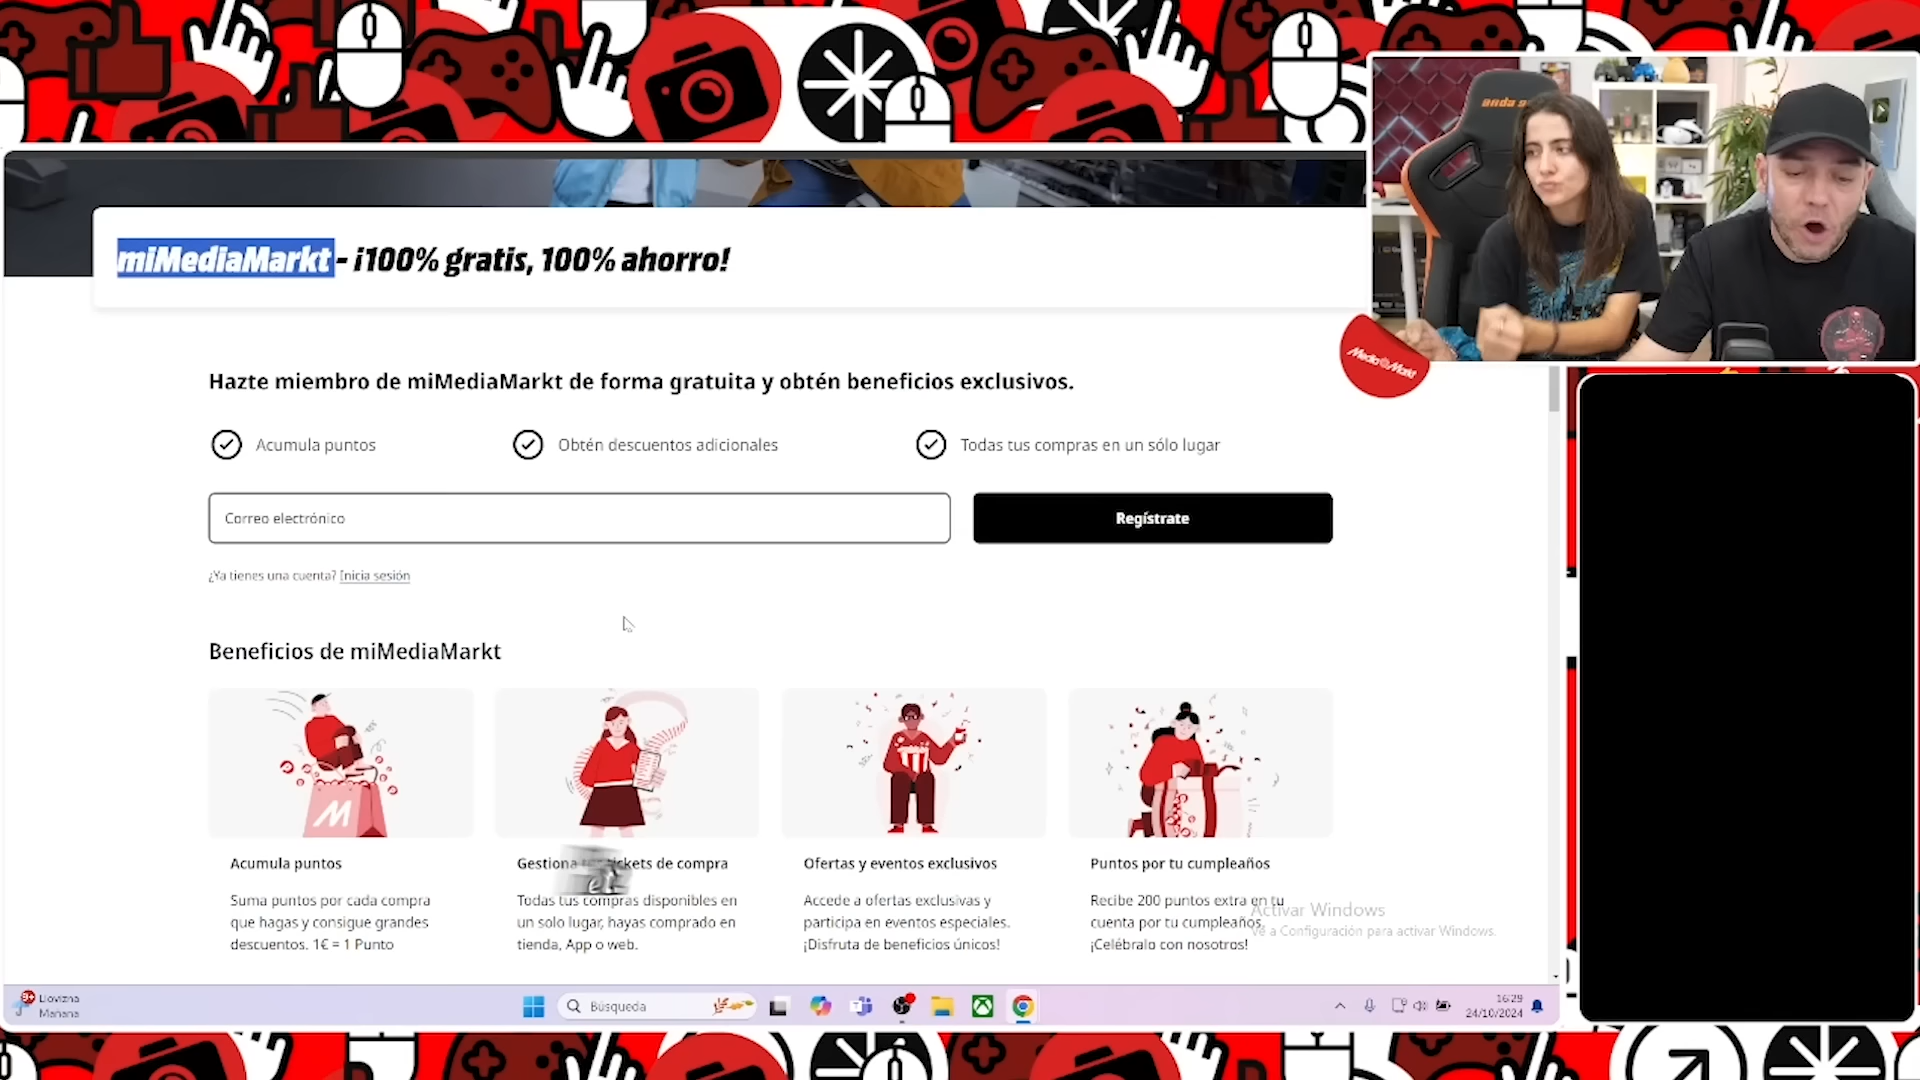 miMediaMarkt - ¡100% gratis, 100% ahorro!
MediaMarkt
Hazte miembro de miMediaMarkt de forma gratuita y obtén beneficios exclusivos.
Acumula puntos
Obtén descuentos adicionales
Todas tus compras en un sólo lugar
Correo electrónico
Regístrate
¿Ya tienes una cuenta? Inicia sesión
Beneficios de miMediaMarkt
Acumula puntos
Suma puntos por cada compra
que hagas y consigue grandes
descuentos. 1€ = 1 Punto
Gestiona tickets de compra
el
Todas tus compras disponibles en
un solo lugar, hayas comprado en
tienda, App o web.
Ofertas y eventos exclusivos
Accede a ofertas exclusivas y
participa en eventos especiales.
¡Disfruta de beneficios únicos!
Puntos por tu cumpleaños
Recibe 200 puntos extra en tu
cuenta por tu cumpleaños.
¡Celébralo con nosotros!
Activar Windows
Ve a Configuración para activar Windows.
9+
Llovizna
Mañana
Búsqueda
16:29
24/10/2024